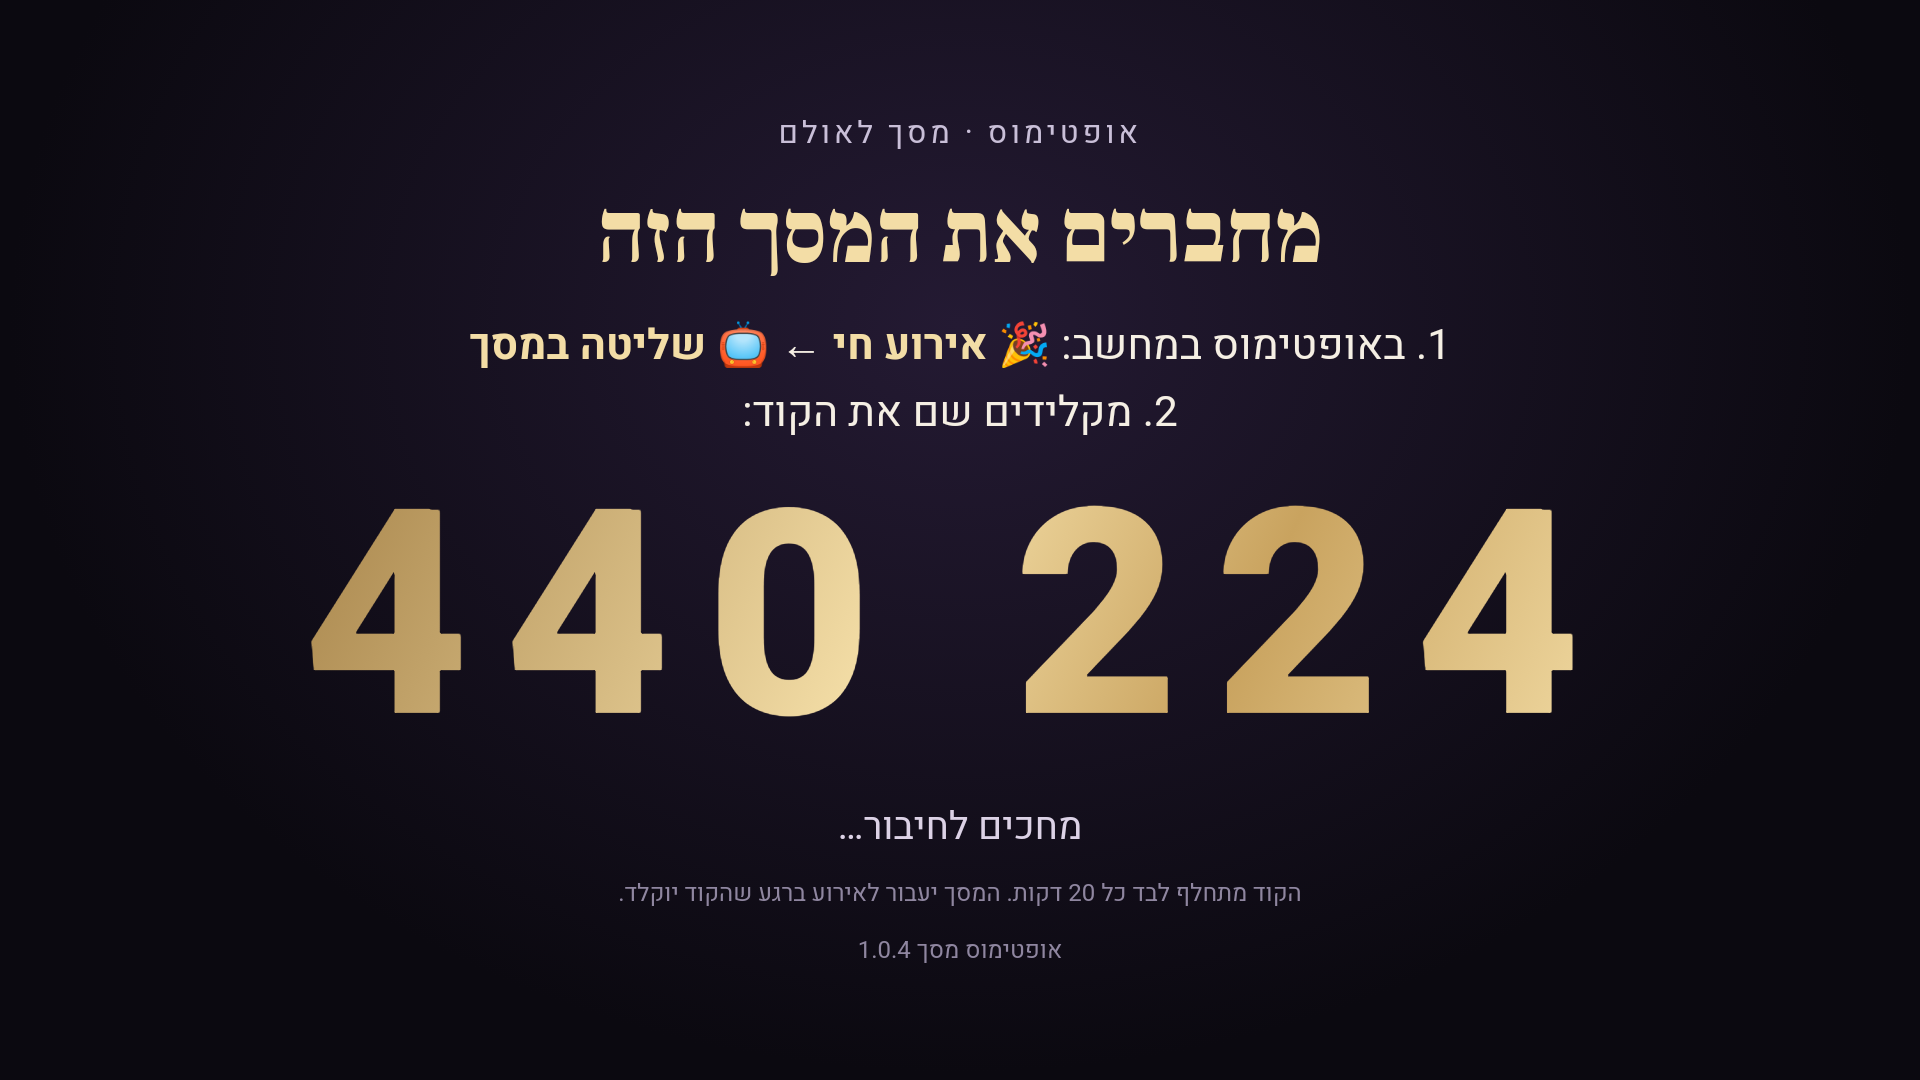 אופטימוס · מסך לאולם
מחברים את המסך הזה
1. באופטימוס במחשב: 🎉 אירוע חי ← 📺 שליטה במסך
2. מקלידים שם את הקוד:
440 224
מחכים לחיבור...
הקוד מתחלף לבד כל 20 דקות. המסך יעבור לאירוע ברגע שהקוד יוקלד.
אופטימוס מסך 1.0.4